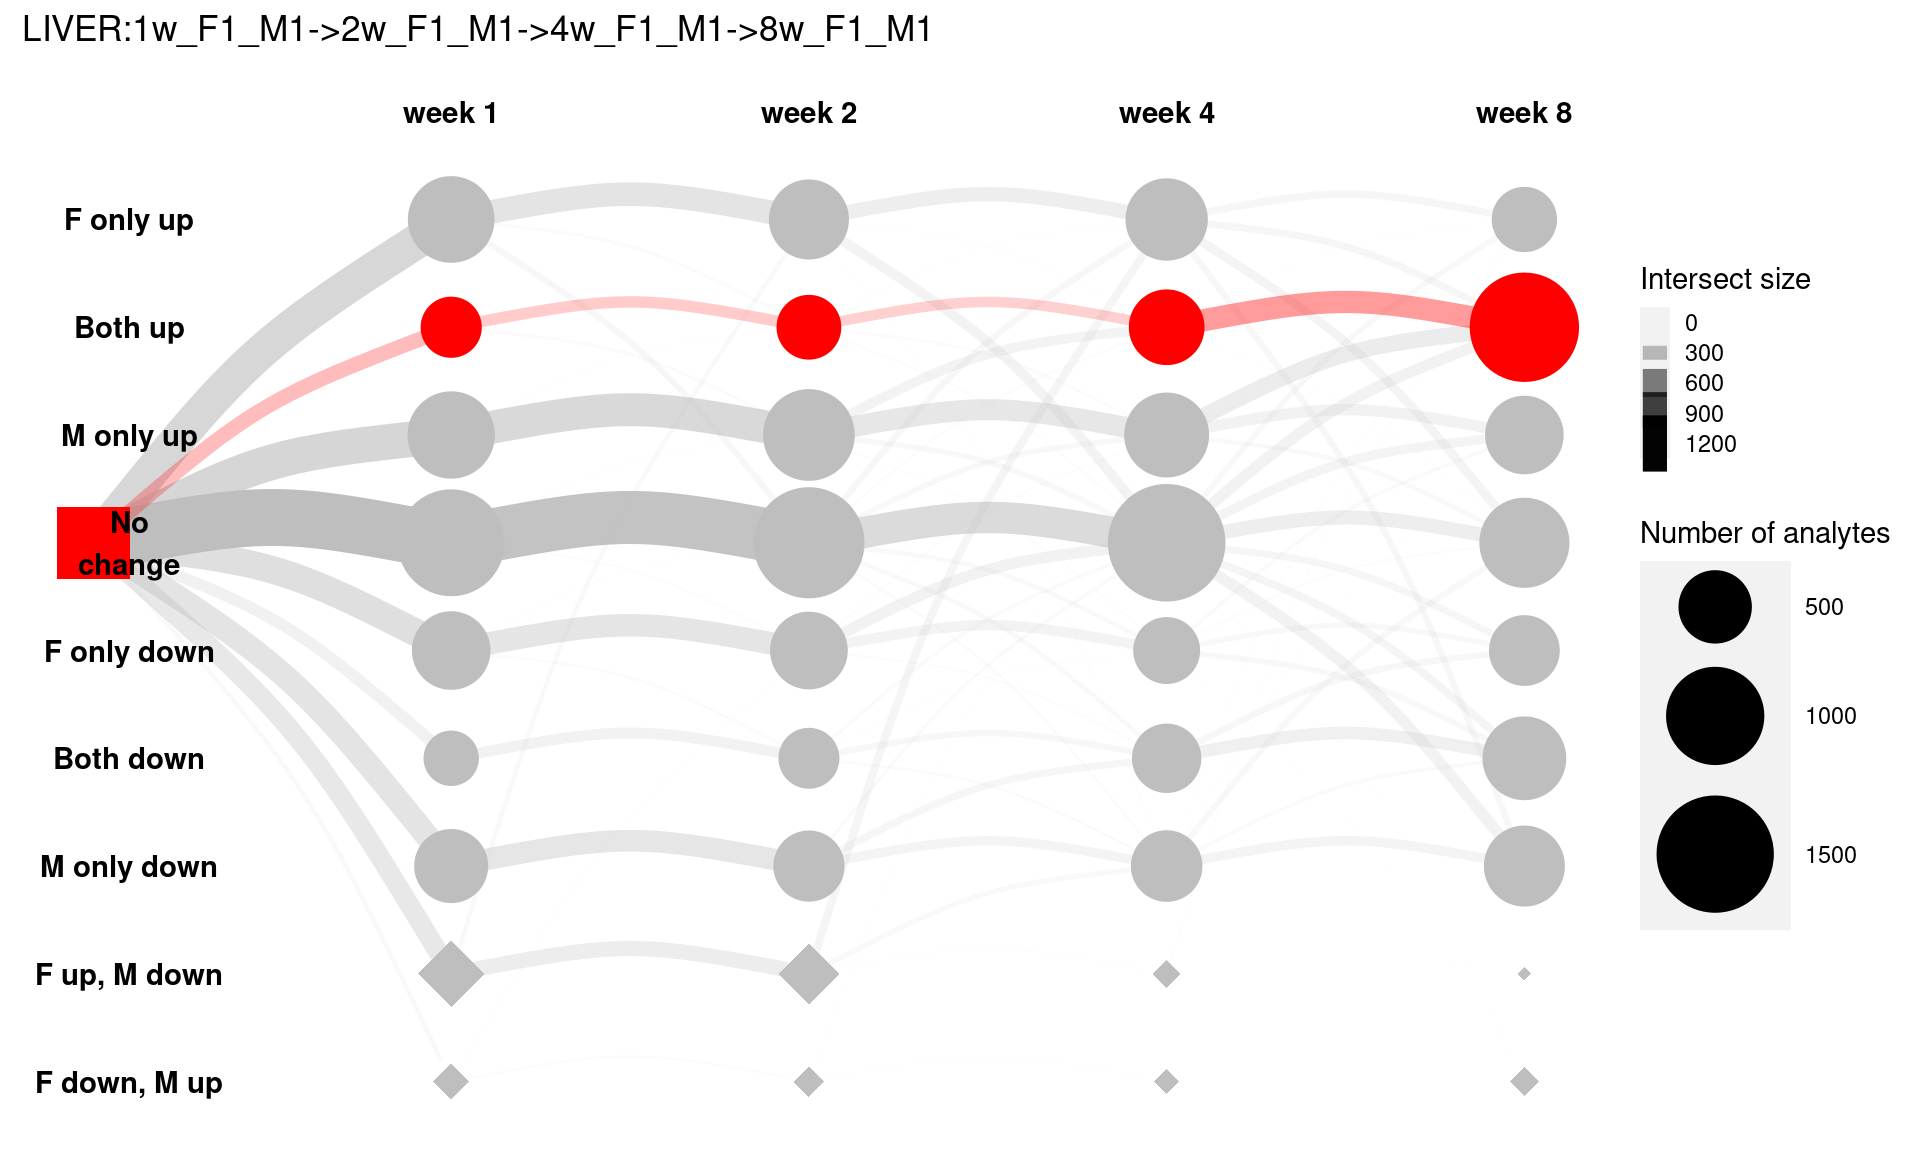 LIVER:1w_F1_M1->2w_F1_M1->4w_F1_M1->8w_F1_M1
week 1
week 2
week 4
week 8
F only up
Both up
M only up
No
change
F only down
Both down
M only down
F up, M down
F down, M up
Intersect size
0
300
600
900
1200
Number of analytes
500
1000
1500